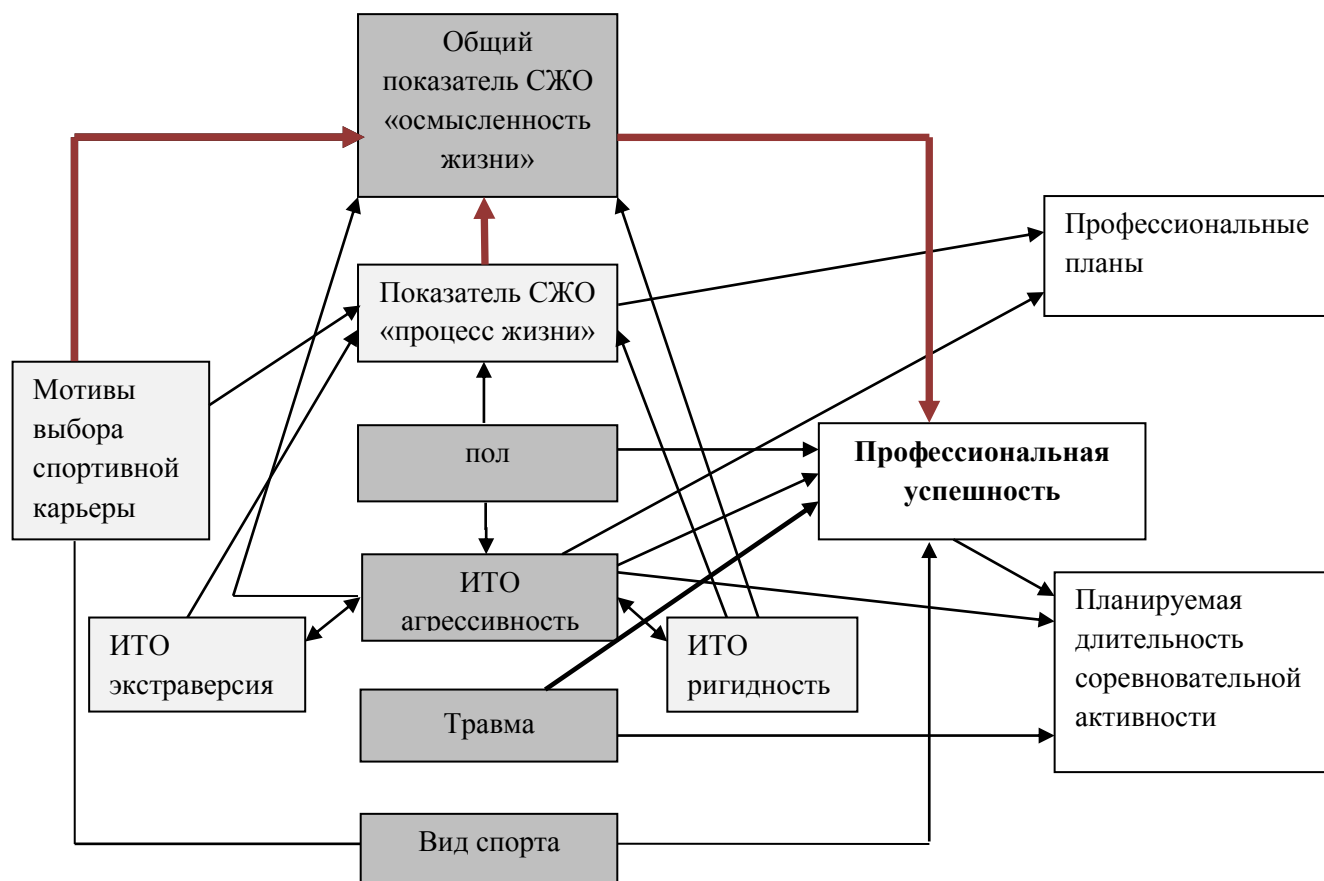 Общий
показатель СЖО
«осмысленность
жизни»
Профессиональные
планы
Показатель СЖО
«процесс жизни»
Мотивы
выбора
спортивной
карьеры
пол
Профессиональная
успешность
ИТО
агрессивность
ИТО
экстраверсия
ИТО
ригидность
Планируемая
длительность
соревновательной
активности
Травма
Вид спорта